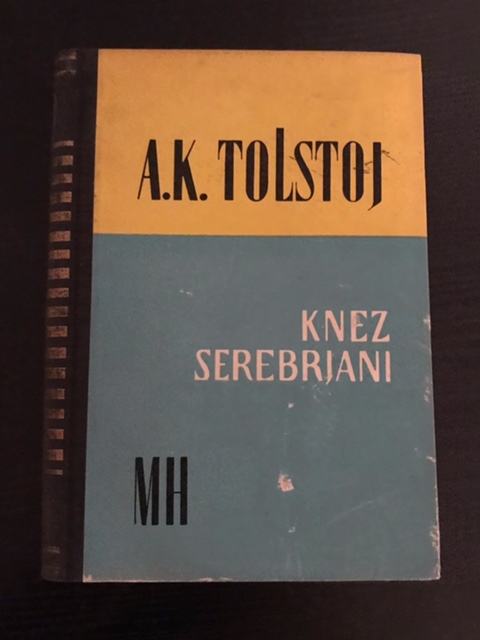 A.K. TOLSTOJ
KNEZ
SEREBRJANI
MH